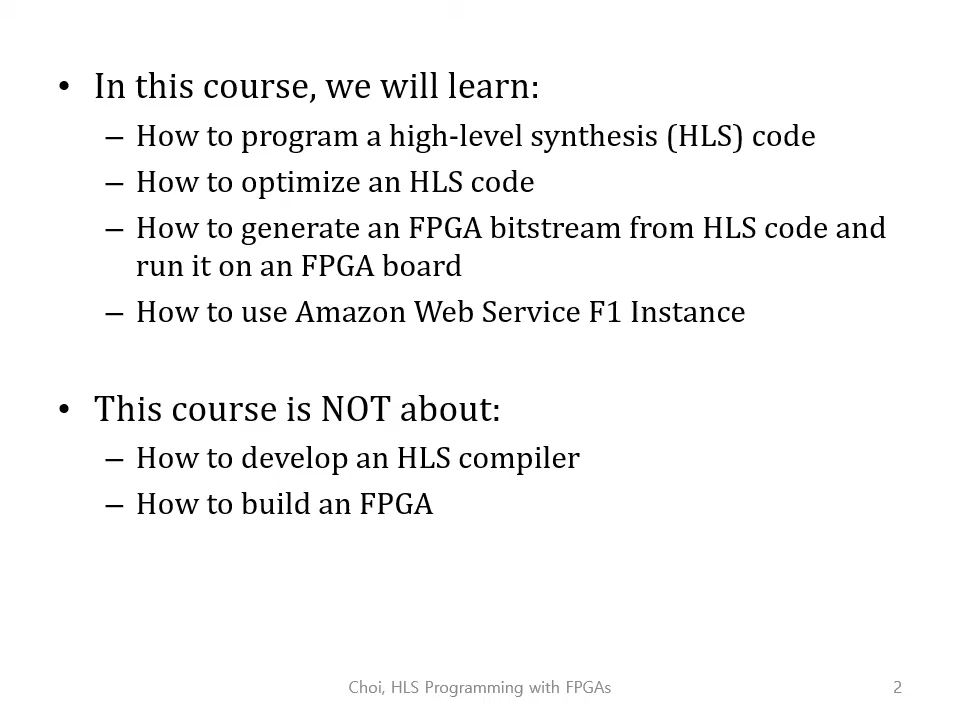 • In this course, we will learn:
– How to program a high-level synthesis (HLS) code
– How to optimize an HLS code
– How to generate an FPGA bitstream from HLS code and
run it on an FPGA board
– How to use Amazon Web Service F1 Instance
• This course is NOT about:
– How to develop an HLS compiler
– How to build an FPGA
Choi, HLS Programming with FPGAs
2